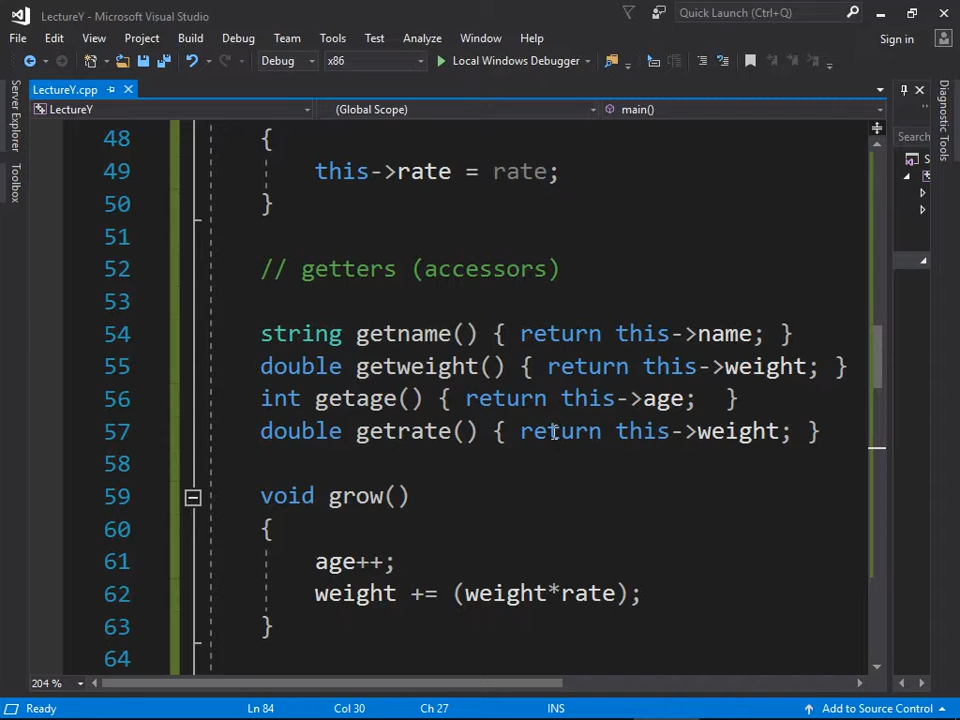 LectureY - Microsoft Visual Studio
Quick Launch (Ctrl+Q)
File Edit View Project Build Debug Team Tools Test Analyze Window Help
Sign in
Debug x86 Local Windows Debugger
LectureY.cpp
LectureY (Global Scope) main()
Server Explorer
Toolbox
Diagnostic Tools
Search
48 {
49 this->rate = rate;
50 }
51
52 // getters (accessors)
53
54 string getname() { return this->name; }
55 double getweight() { return this->weight; }
56 int getage() { return this->age; }
57 double getrate() { return this->weight; }
58
59 void grow()
60 {
61 age++;
62 weight += (weight*rate);
63 }
64
204 %
Ready Ln 84 Col 30 Ch 27 INS Add to Source Control